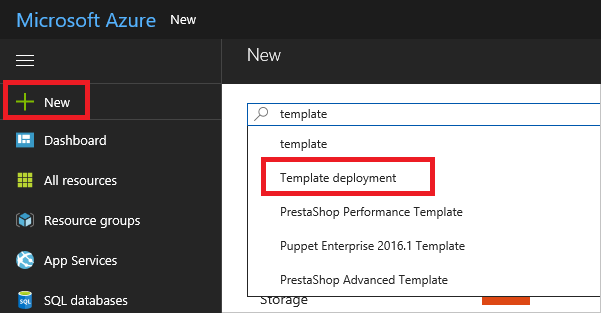 Microsoft Azure New
New
New
Dashboard
All resources
Resource groups
App Services
SQL databases
SQL
template
template
Template deployment
PrestaShop Performance Template
Puppet Enterprise 2016.1 Template
PrestaShop Advanced Template
Storage